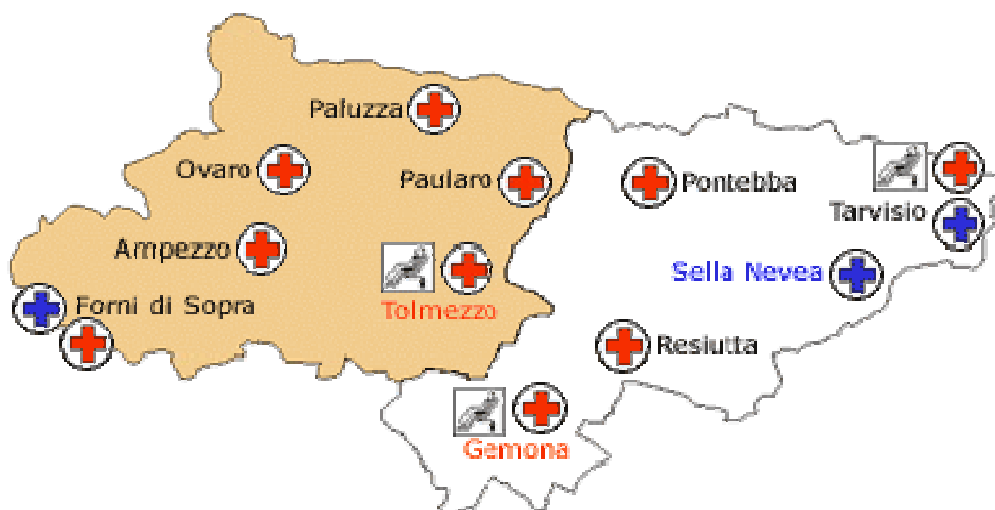 Paluzza
Ovaro
Paularo
Pontebba
Tarvisio
Ampezzo
Sella Nevea
Forni di Sopra
Tolmezzo
Resiutta
Gemona